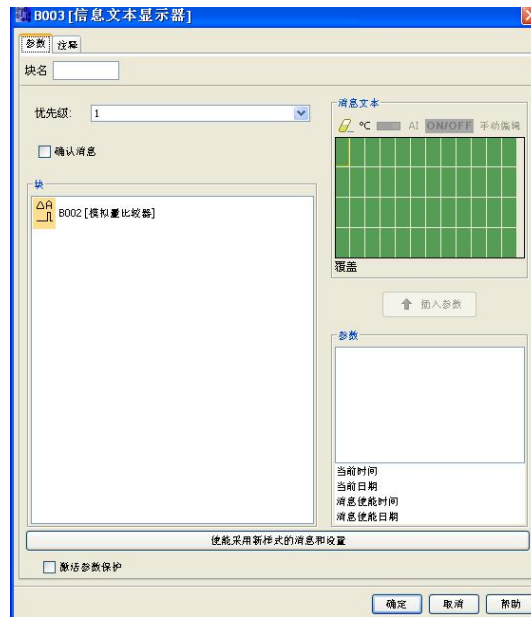 B003 [信息文本显示器]
参数 注释
块名
优先级: 1
确认消息
块
B002 [模拟量比较器]
消息文本
℃ AI ON/OFF 手动编辑
覆盖
插入参数
参数
当前时间
当前日期
消息使能时间
消息使能日期
使能采用新样式的消息和设置
激活参数保护
确定 取消 帮助